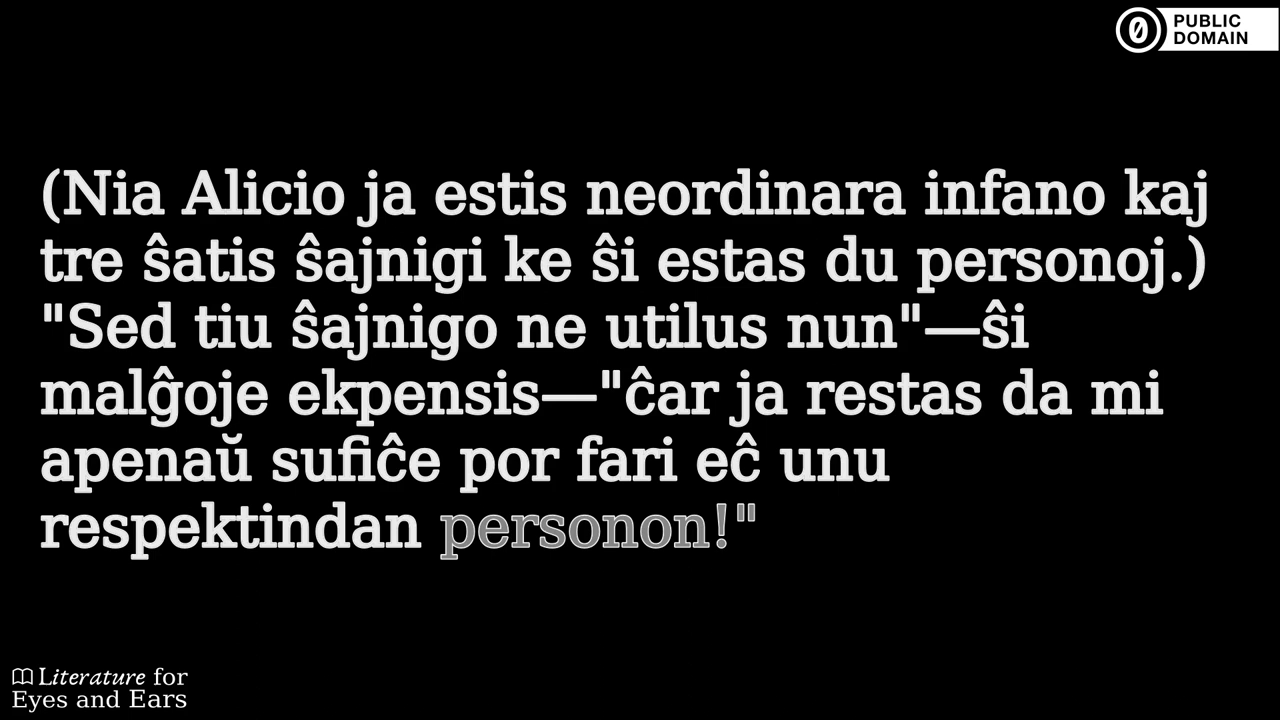 PUBLIC
DOMAIN
(Nia Alicio ja estis neordinara infano kaj
tre ŝatis ŝajnigi ke ŝi estas du personoj.)
"Sed tiu ŝajnigo ne utilus nun"—ŝi
malĝoje ekpensis—"ĉar ja restas da mi
apenaŭ sufiĉe por fari eĉ unu
respektindan personon!"
Literature for
Eyes and Ears